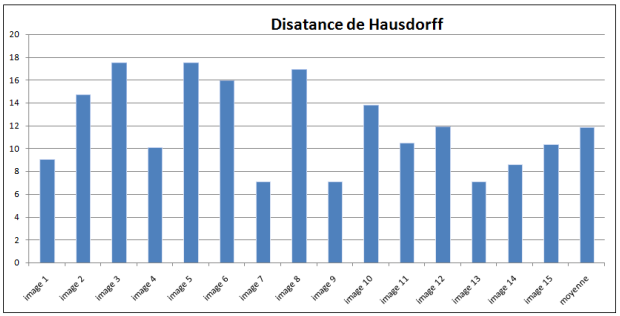 Disatance de Hausdorff
20
18
16
14
12
10
8
6
4
2
0
image 1
image 2
image 3
image 4
image 5
image 6
image 7
image 8
image 9
image 10
image 11
image 12
image 13
image 14
image 15
moyenne